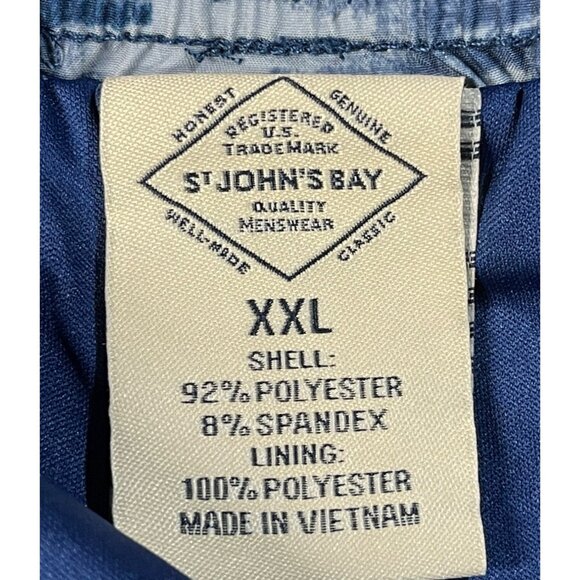 HONEST
GENUINE
REGISTERED
U.S.
TRADEMARK
ST JOHN'S BAY
QUALITY
MENSWEAR
WELL-MADE
CLASSIC
XXL
SHELL:
92% POLYESTER
8% SPANDEX
LINING:
100% POLYESTER
MADE IN VIETNAM